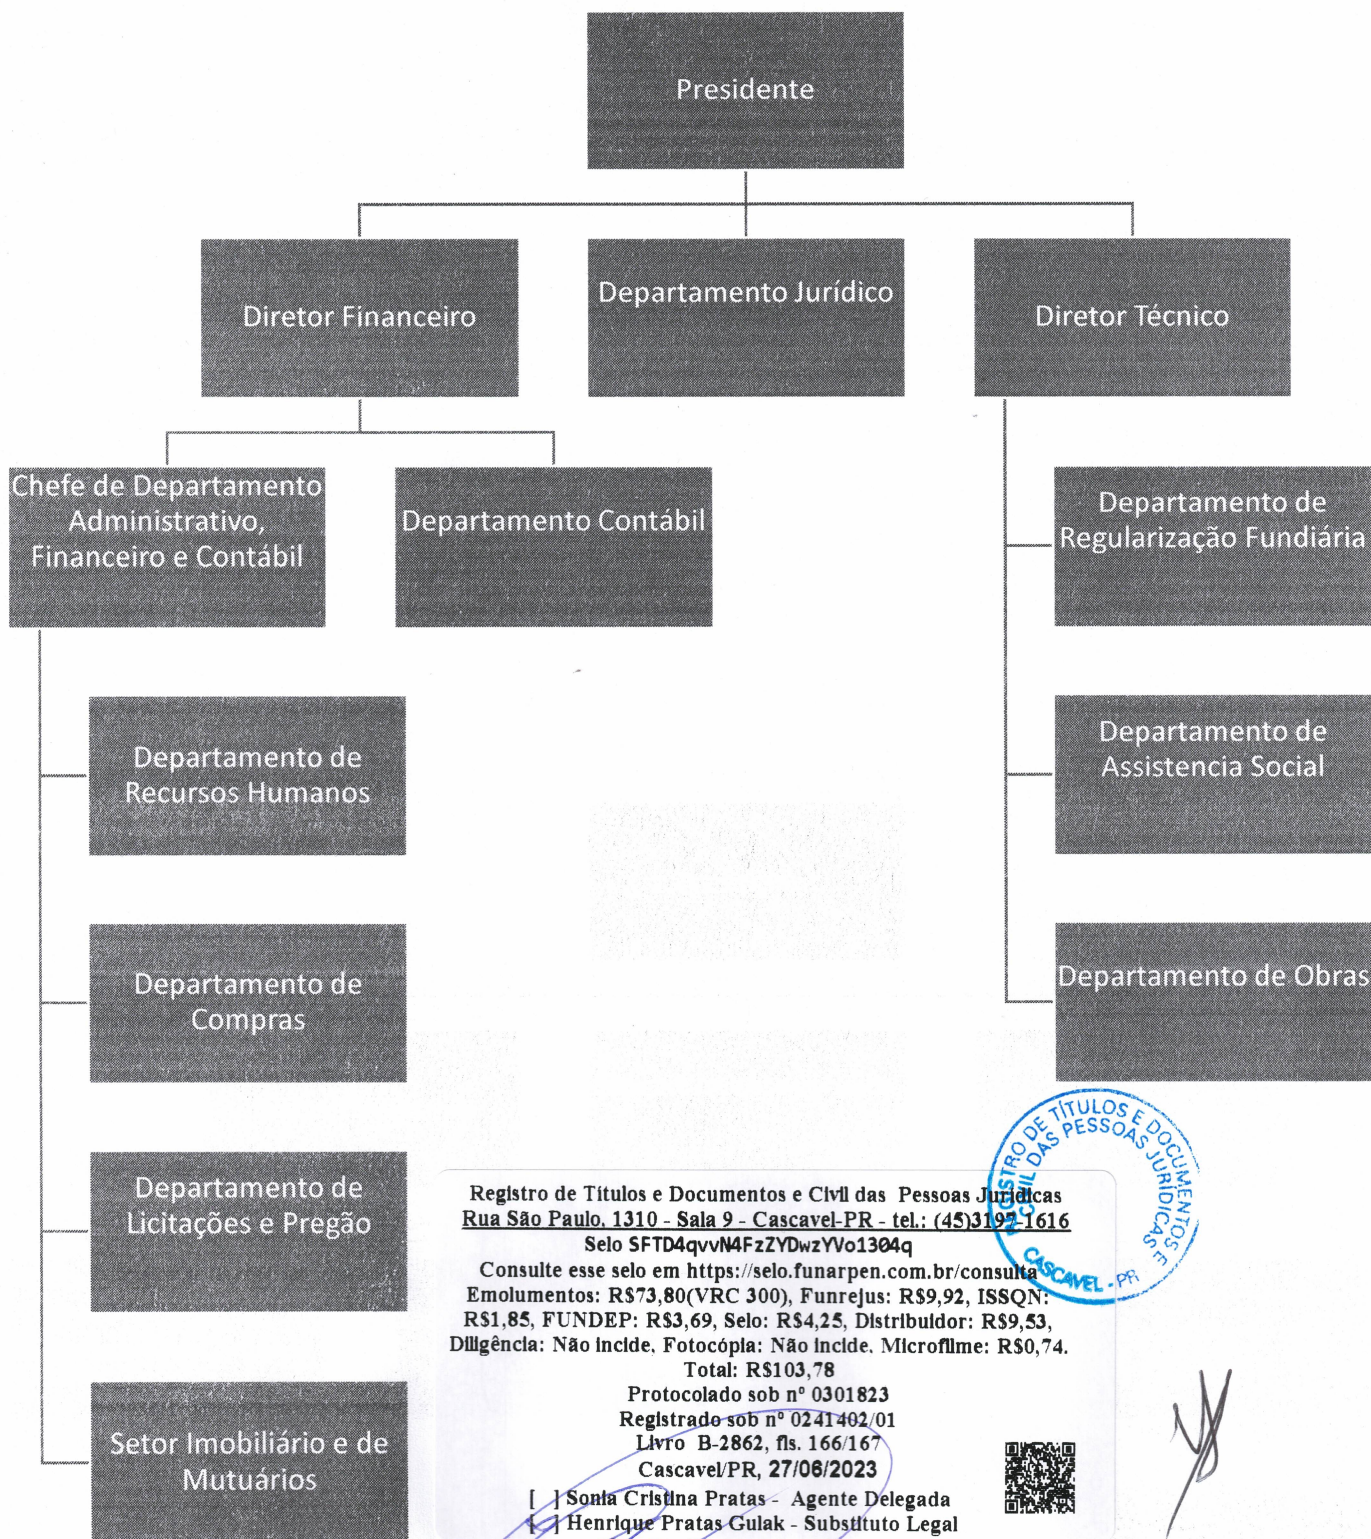 Presidente
Diretor Financeiro
Departamento Jurídico
Diretor Técnico
Chefe de Departamento
Administrativo,
Financeiro e Contábil
Departamento Contábil
Departamento de
Regularização Fundiária
Departamento de
Recursos Humanos
Departamento de
Assistencia Social
Departamento de
Compras
Departamento de Obras
Departamento de
Licitações e Pregão
Setor Imobiliário e de
Mutuários
REGISTRO DE TÍTULOS E DOCUMENTOS E
CIVIL DAS PESSOAS JURÍDICAS
CASCAVEL - PR
Registro de Títulos e Documentos e Civil das Pessoas Jurídicas
Rua São Paulo, 1310 - Sala 9 - Cascavel-PR - tel.: (45)3197-1616
Selo SFTD4qvvN4FzZYDwzYVo1304q
Consulte esse selo em https://selo.funarpen.com.br/consulta
Emolumentos: R$73,80(VRC 300), Funrejus: R$9,92, ISSQN:
R$1,85, FUNDEP: R$3,69, Selo: R$4,25, Distribuidor: R$9,53,
Diligência: Não incide, Fotocópia: Não incide, Microfilme: R$0,74.
Total: R$103,78
Protocolado sob nº 0301823
Registrado sob nº 0241402/01
Livro B-2862, fls. 166/167
Cascavel/PR, 27/06/2023
[ ] Sonia Cristina Pratas - Agente Delegada
[ ] Henrique Pratas Gulak - Substituto Legal